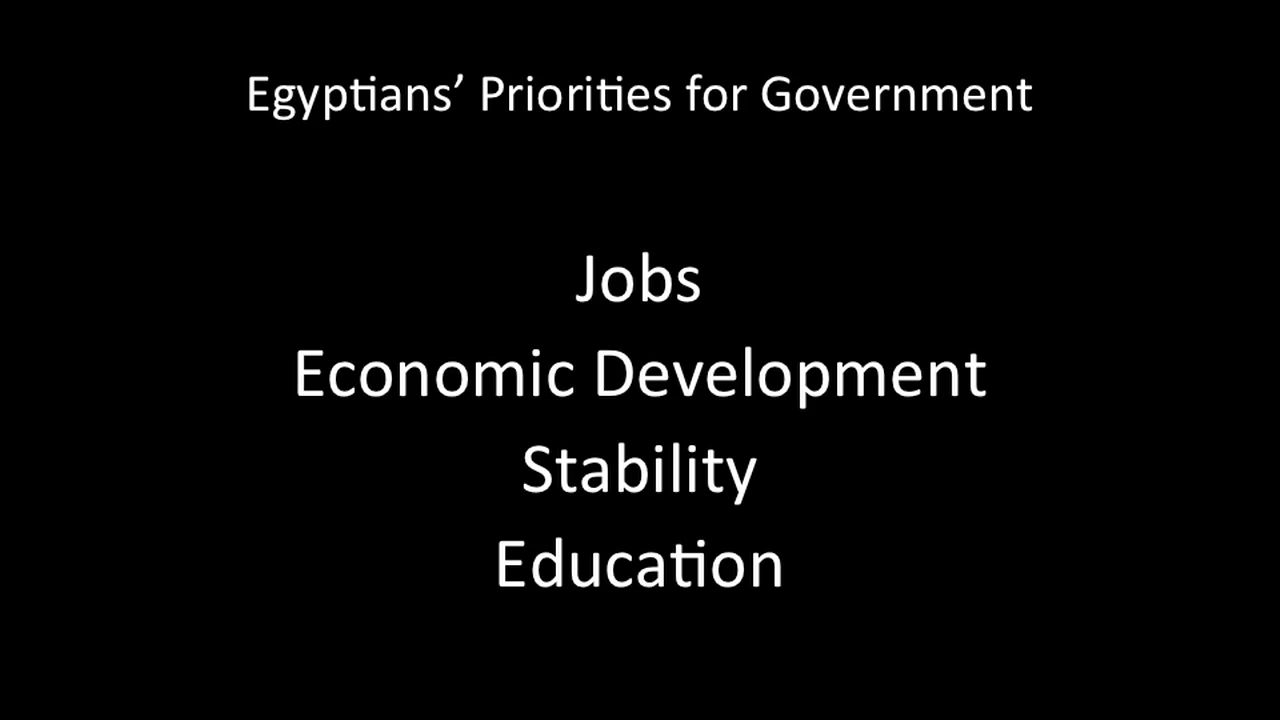 Egyptians’ Priorities for Government
Jobs
Economic Development
Stability
Education